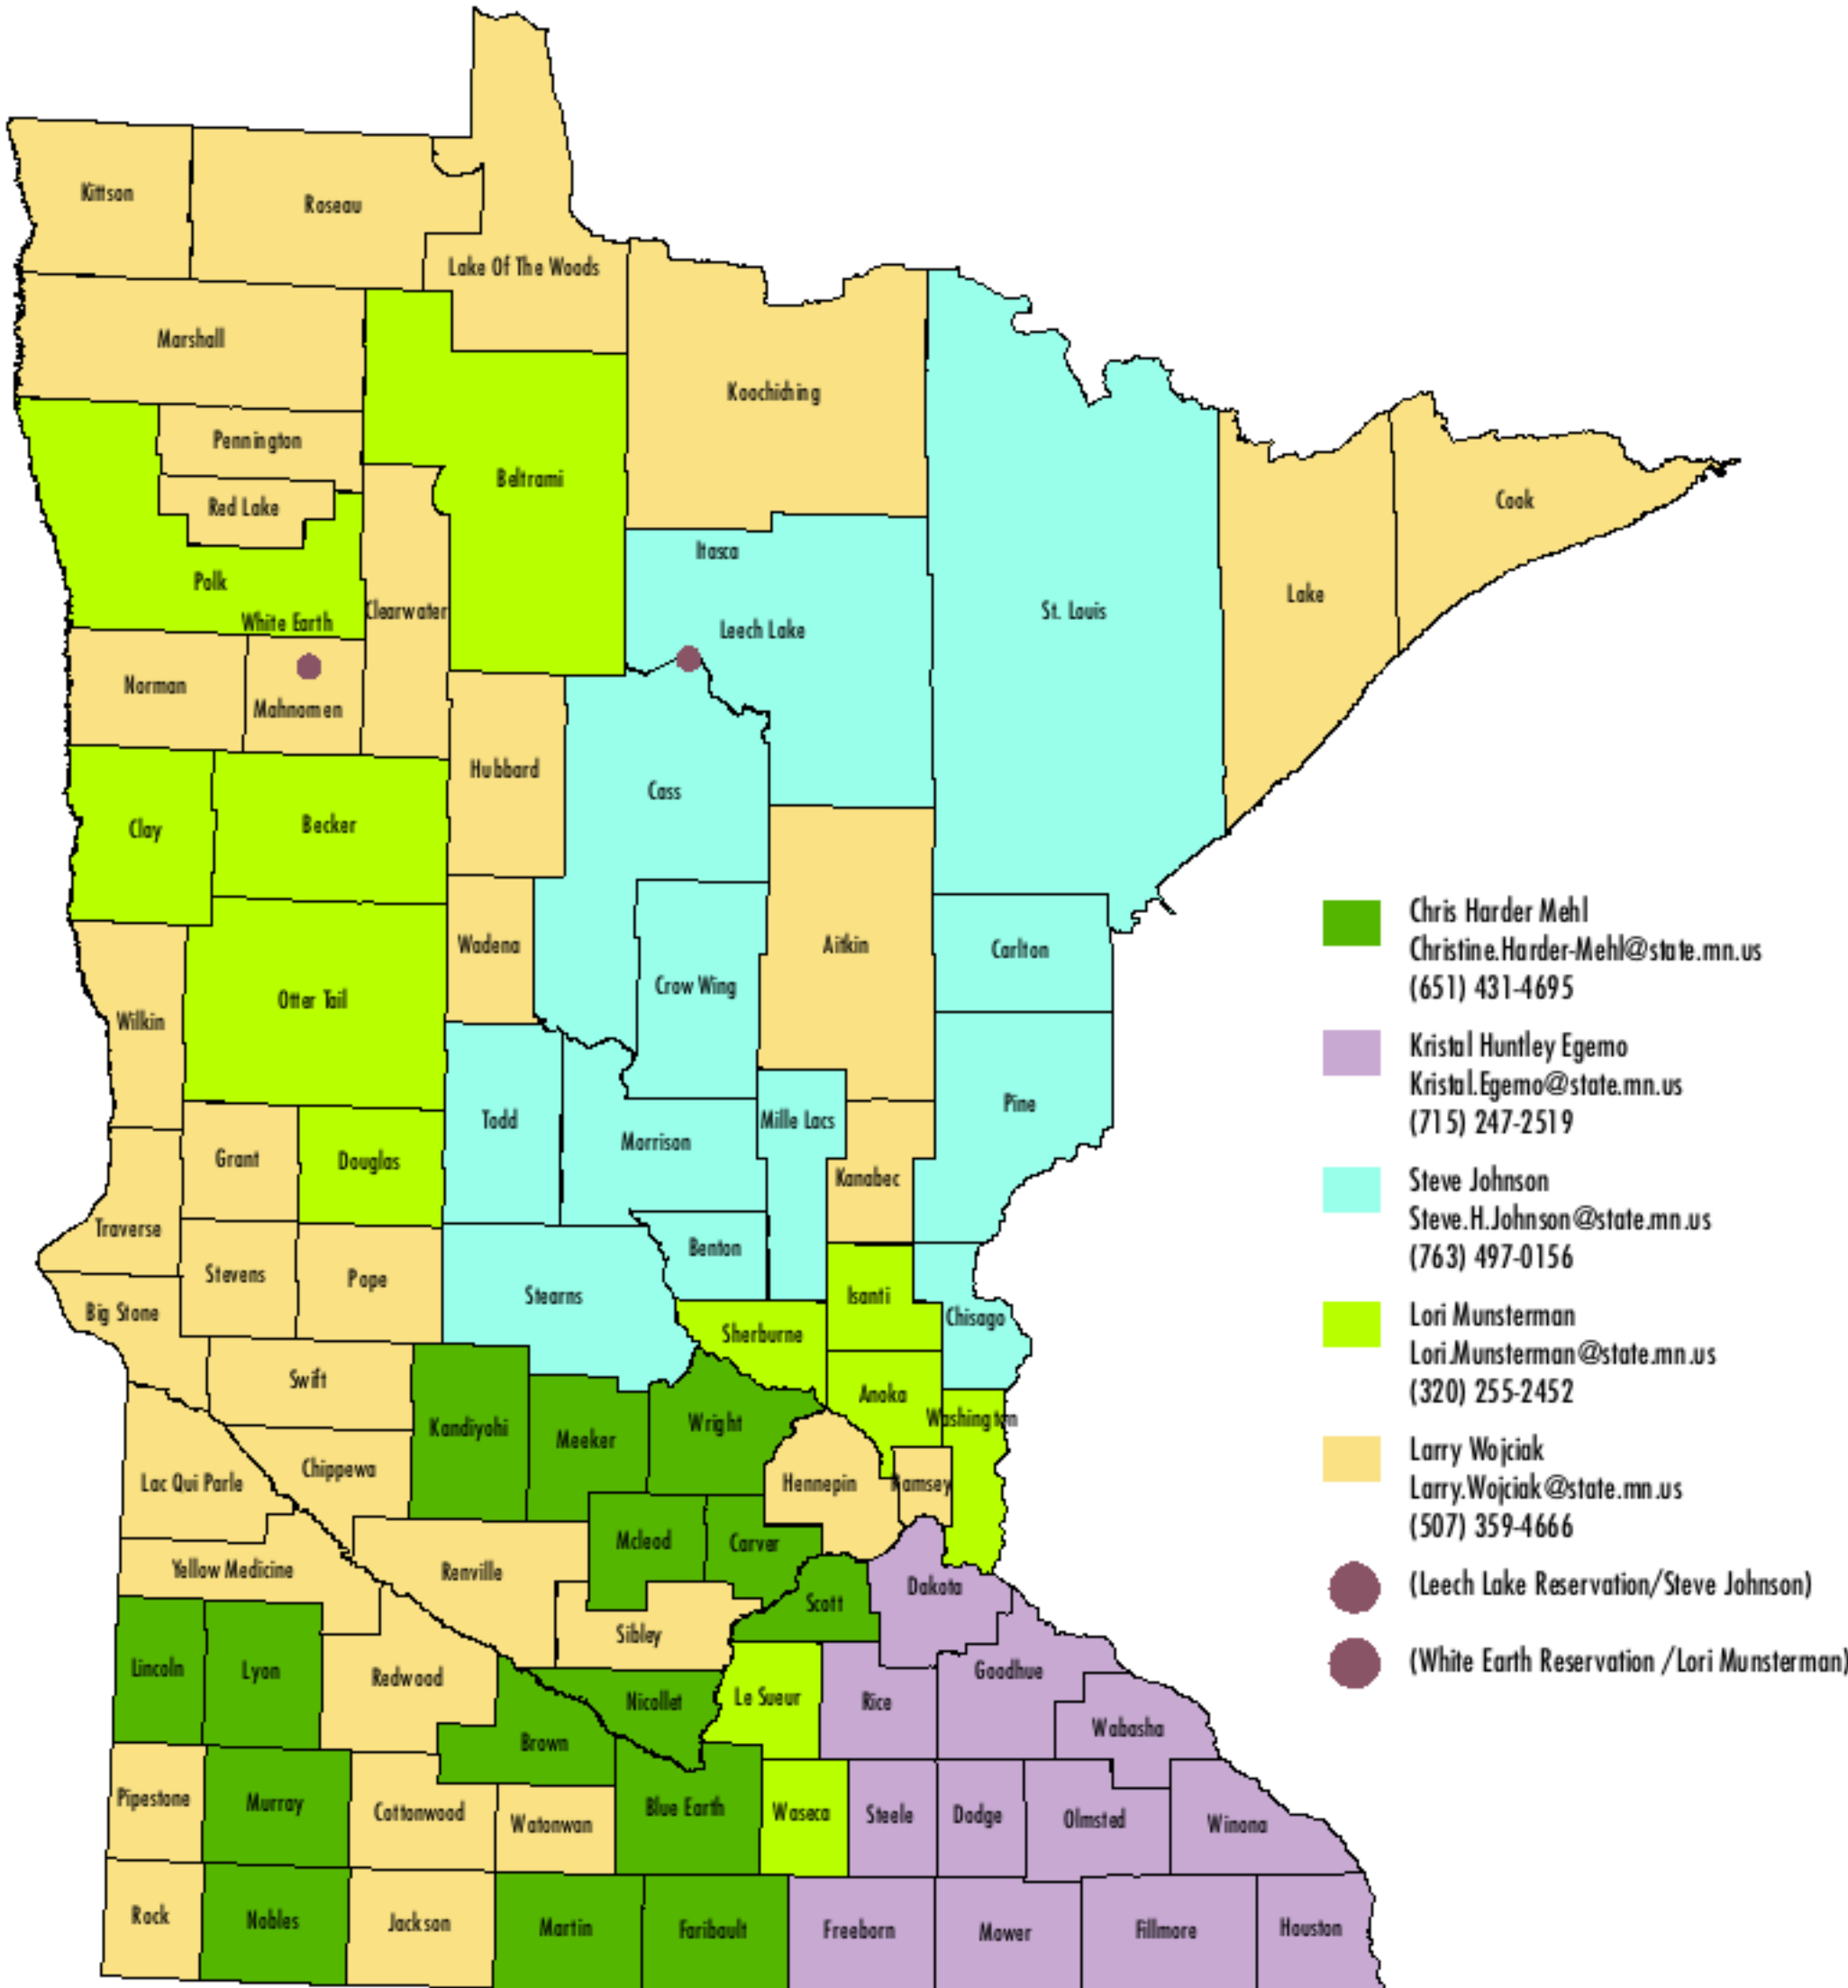 Kittson
Roseau
Lake Of The Woods
Marshall
Koochiching
Pennington
Beltrami
Red Lake
Cook
Itasca
Polk
White Earth
Clearwater
Leech Lake
St. Louis
Lake
Norman
Mahnomen
Hubbard
Cass
Clay
Becker
Wadena
Aitkin
Carlton
Crow Wing
Otter Tail
Wilkin
Todd
Morrison
Mille Lacs
Pine
Grant
Douglas
Kanabec
Traverse
Stevens
Pope
Benton
Stearns
Isanti
Big Stone
Sherburne
Chisago
Swift
Anoka
Washington
Kandiyohi
Meeker
Wright
Lac Qui Parle
Chippewa
Hennepin
Ramsey
Mcleod
Carver
Yellow Medicine
Renville
Dakota
Scott
Sibley
Lincoln
Lyon
Redwood
Nicollet
Le Sueur
Rice
Goodhue
Wabasha
Brown
Pipestone
Murray
Cottonwood
Watonwan
Blue Earth
Waseca
Steele
Dodge
Olmsted
Winona
Rock
Nobles
Jackson
Martin
Faribault
Freeborn
Mower
Fillmore
Houston
Chris Harder Mehl
Christine.Harder-Mehl@state.mn.us
(651) 431-4695
Kristal Huntley Egemo
Kristal.Egemo@state.mn.us
(715) 247-2519
Steve Johnson
Steve.H.Johnson@state.mn.us
(763) 497-0156
Lori Munsterman
Lori.Munsterman@state.mn.us
(320) 255-2452
Larry Wojciak
Larry.Wojciak@state.mn.us
(507) 359-4666
(Leech Lake Reservation/Steve Johnson)
(White Earth Reservation /Lori Munsterman)